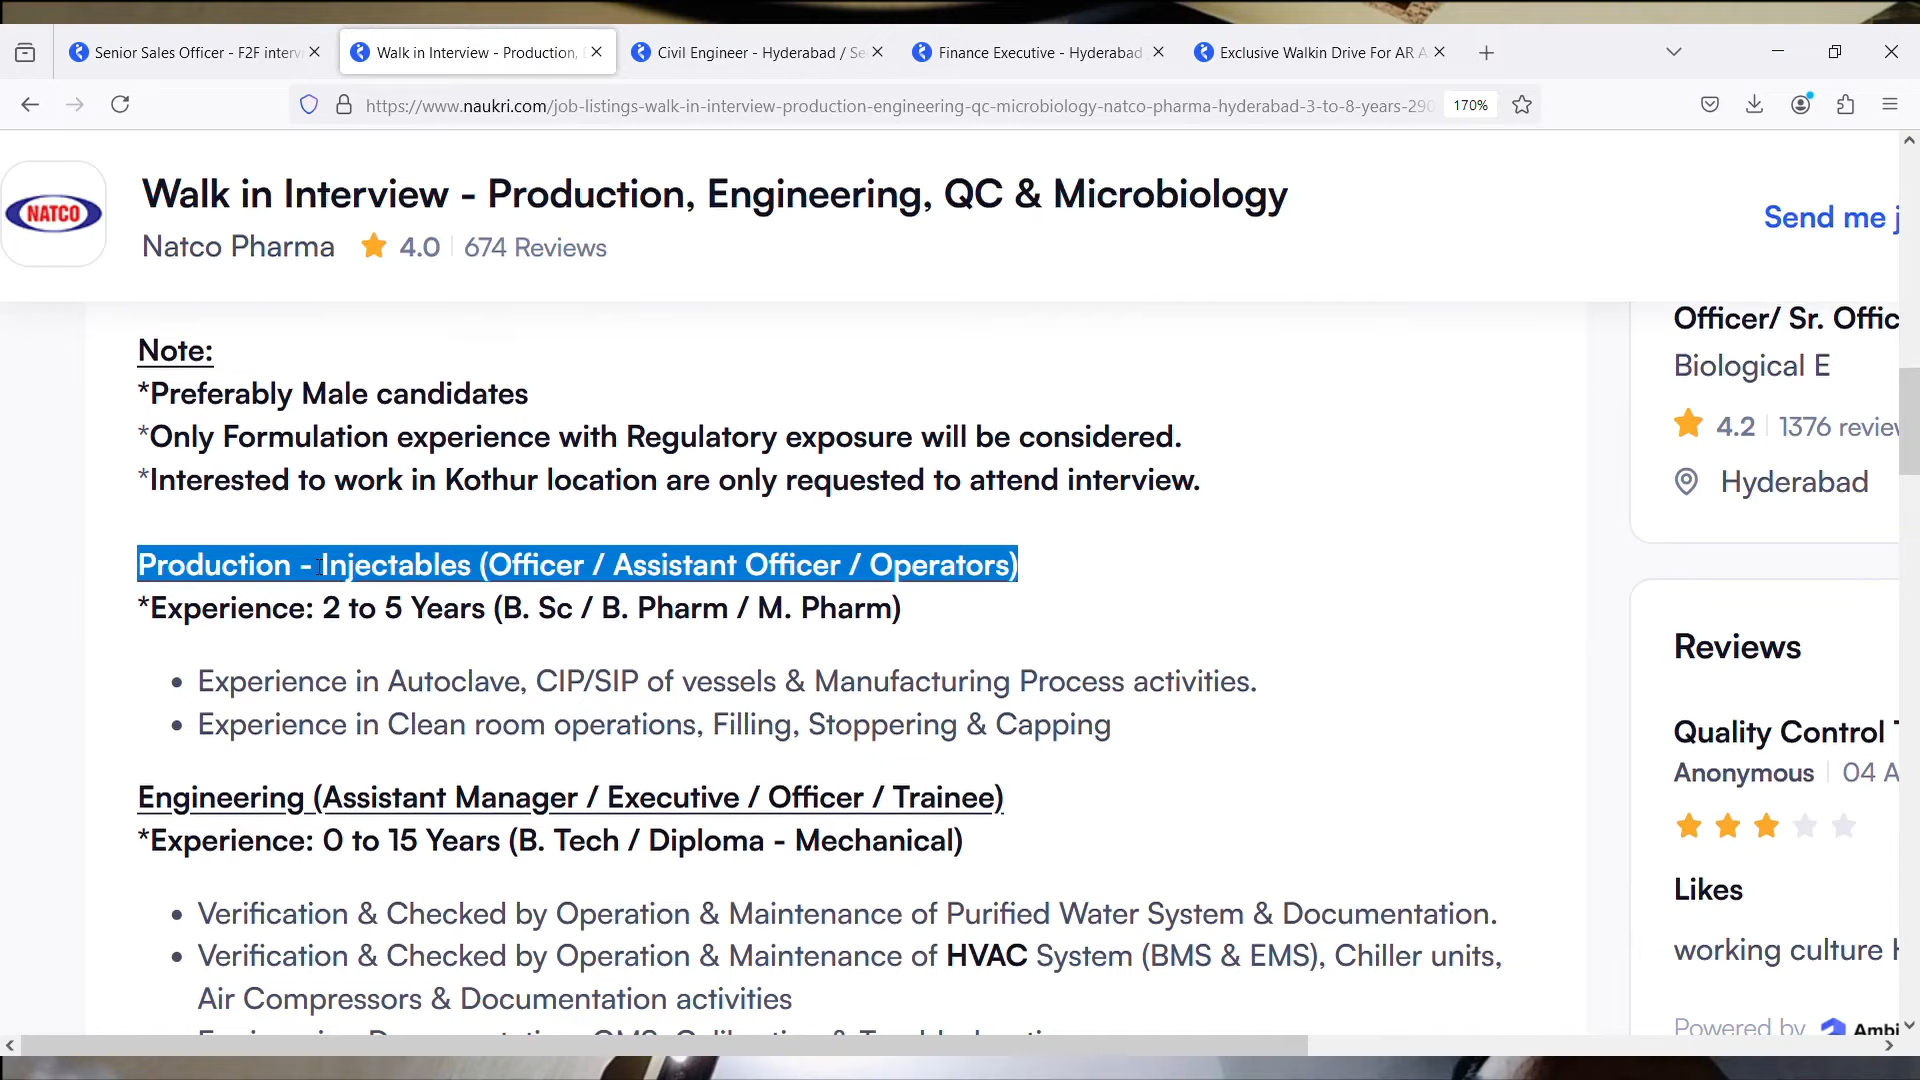 Senior Sales Officer - F2F interv
Walk in Interview - Production,
Civil Engineer - Hyderabad / Se
Finance Executive - Hyderabad
Exclusive Walkin Drive For AR A
https://www.naukri.com/job-listings-walk-in-interview-production-engineering-qc-microbiology-natco-pharma-hyderabad-3-to-8-years-290
170%
NATCO
Walk in Interview - Production, Engineering, QC & Microbiology
Natco Pharma 4.0 674 Reviews
Send me j
Note:
*Preferably Male candidates
*Only Formulation experience with Regulatory exposure will be considered.
*Interested to work in Kothur location are only requested to attend interview.
Production - Injectables (Officer / Assistant Officer / Operators)
*Experience: 2 to 5 Years (B. Sc / B. Pharm / M. Pharm)
• Experience in Autoclave, CIP/SIP of vessels & Manufacturing Process activities.
• Experience in Clean room operations, Filling, Stoppering & Capping
Engineering (Assistant Manager / Executive / Officer / Trainee)
*Experience: 0 to 15 Years (B. Tech / Diploma - Mechanical)
• Verification & Checked by Operation & Maintenance of Purified Water System & Documentation.
• Verification & Checked by Operation & Maintenance of HVAC System (BMS & EMS), Chiller units,
Air Compressors & Documentation activities
Officer/ Sr. Offic
Biological E
4.2 1376 review
Hyderabad
Reviews
Quality Control T
Anonymous 04 A
Likes
working culture H
Powered by Ambi